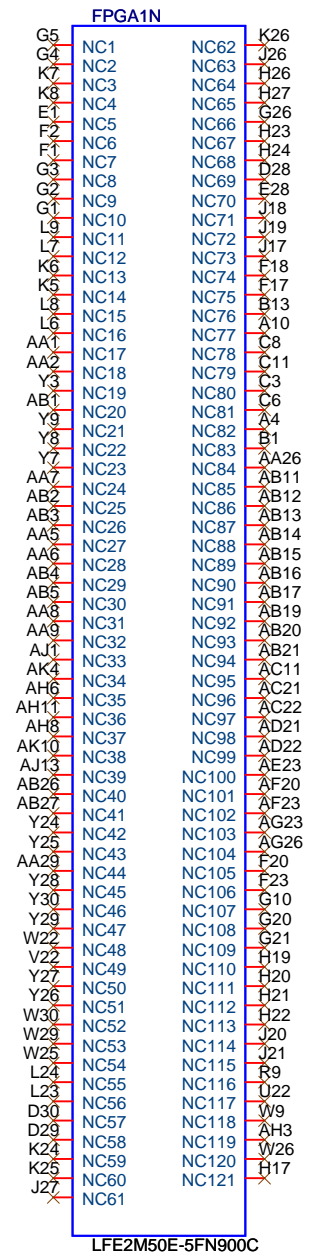 FPGA1N
G5 NC1 NC62 K26
G4 NC2 NC63 J26
K7 NC3 NC64 H26
K8 NC4 NC65 H27
E1 NC5 NC66 G26
F2 NC6 NC67 H23
F1 NC7 NC68 H24
G3 NC8 NC69 D28
G2 NC9 NC70 E28
G1 NC10 NC71 J18
L9 NC11 NC72 J19
L7 NC12 NC73 J17
K6 NC13 NC74 F18
K5 NC14 NC75 F17
L8 NC15 NC76 B13
L6 NC16 NC77 A10
AA1 NC17 NC78 C8
AA2 NC18 NC79 C11
Y3 NC19 NC80 C3
AB1 NC20 NC81 C6
Y9 NC21 NC82 A4
Y8 NC22 NC83 B1
Y7 NC23 NC84 AA26
AA7 NC24 NC85 AB11
AB2 NC25 NC86 AB12
AB3 NC26 NC87 AB13
AA5 NC27 NC88 AB14
AA6 NC28 NC89 AB15
AB4 NC29 NC90 AB16
AB5 NC30 NC91 AB17
AA8 NC31 NC92 AB19
AA9 NC32 NC93 AB20
AJ1 NC33 NC94 AB21
AK4 NC34 NC95 AC11
AH6 NC35 NC96 AC21
AH11 NC36 NC97 AC22
AH8 NC37 NC98 AD21
AK10 NC38 NC99 AD22
AJ13 NC39 NC100 AE23
AB26 NC40 NC101 AF20
AB27 NC41 NC102 AF23
Y24 NC42 NC103 AG23
Y25 NC43 NC104 AG26
AA29 NC44 NC105 F20
Y28 NC45 NC106 F23
Y30 NC46 NC107 G10
Y29 NC47 NC108 G20
W22 NC48 NC109 G21
V22 NC49 NC110 H19
Y27 NC50 NC111 H20
Y26 NC51 NC112 H21
W30 NC52 NC113 H22
W29 NC53 NC114 J20
W25 NC54 NC115 J21
L24 NC55 NC116 R9
L23 NC56 NC117 U22
D30 NC57 NC118 W9
D29 NC58 NC119 AH3
K24 NC59 NC120 W26
K25 NC60 NC121 H17
J27 NC61
LFE2M50E-5FN900C